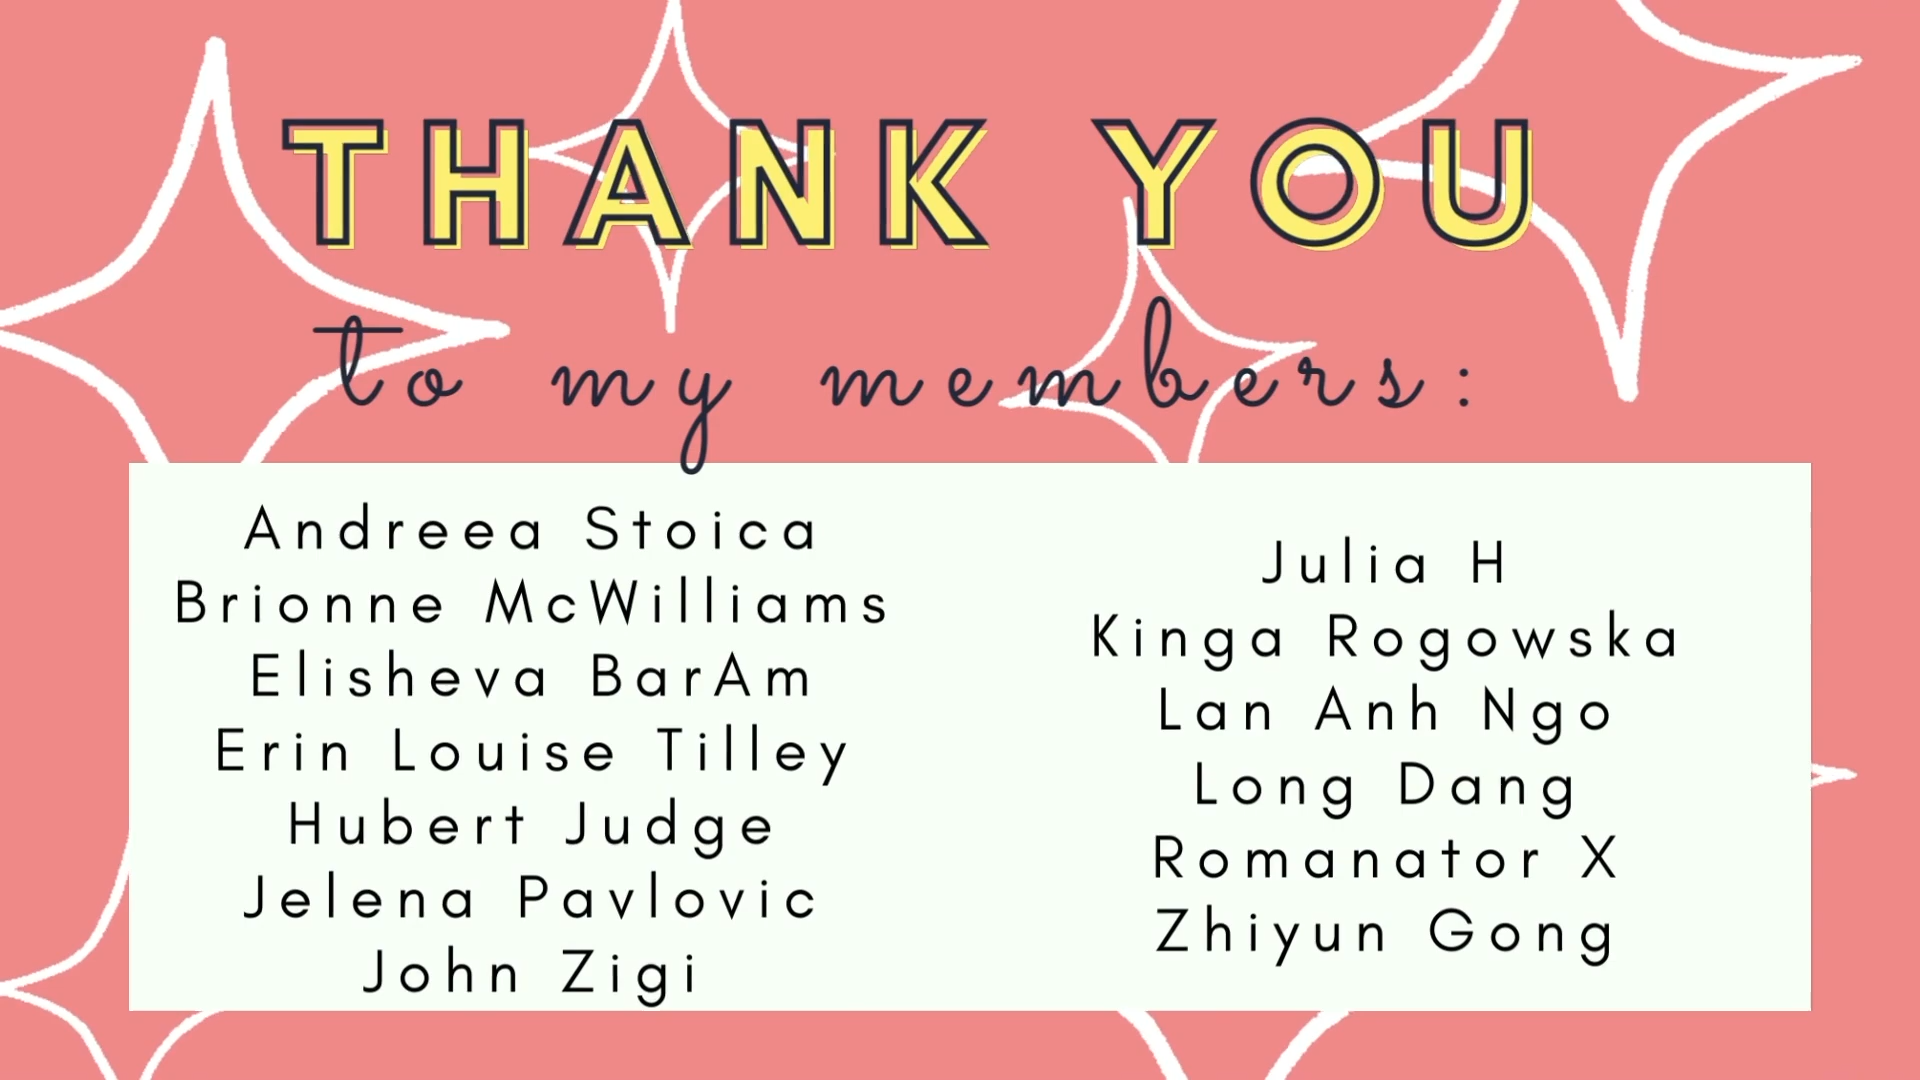 THANK YOU
to my members:
Andreea Stoica
Brionne McWilliams
Elisheva BarAm
Erin Louise Tilley
Hubert Judge
Jelena Pavlovic
John Zigi
Julia H
Kinga Rogowska
Lan Anh Ngo
Long Dang
Romanator X
Zhiyun Gong